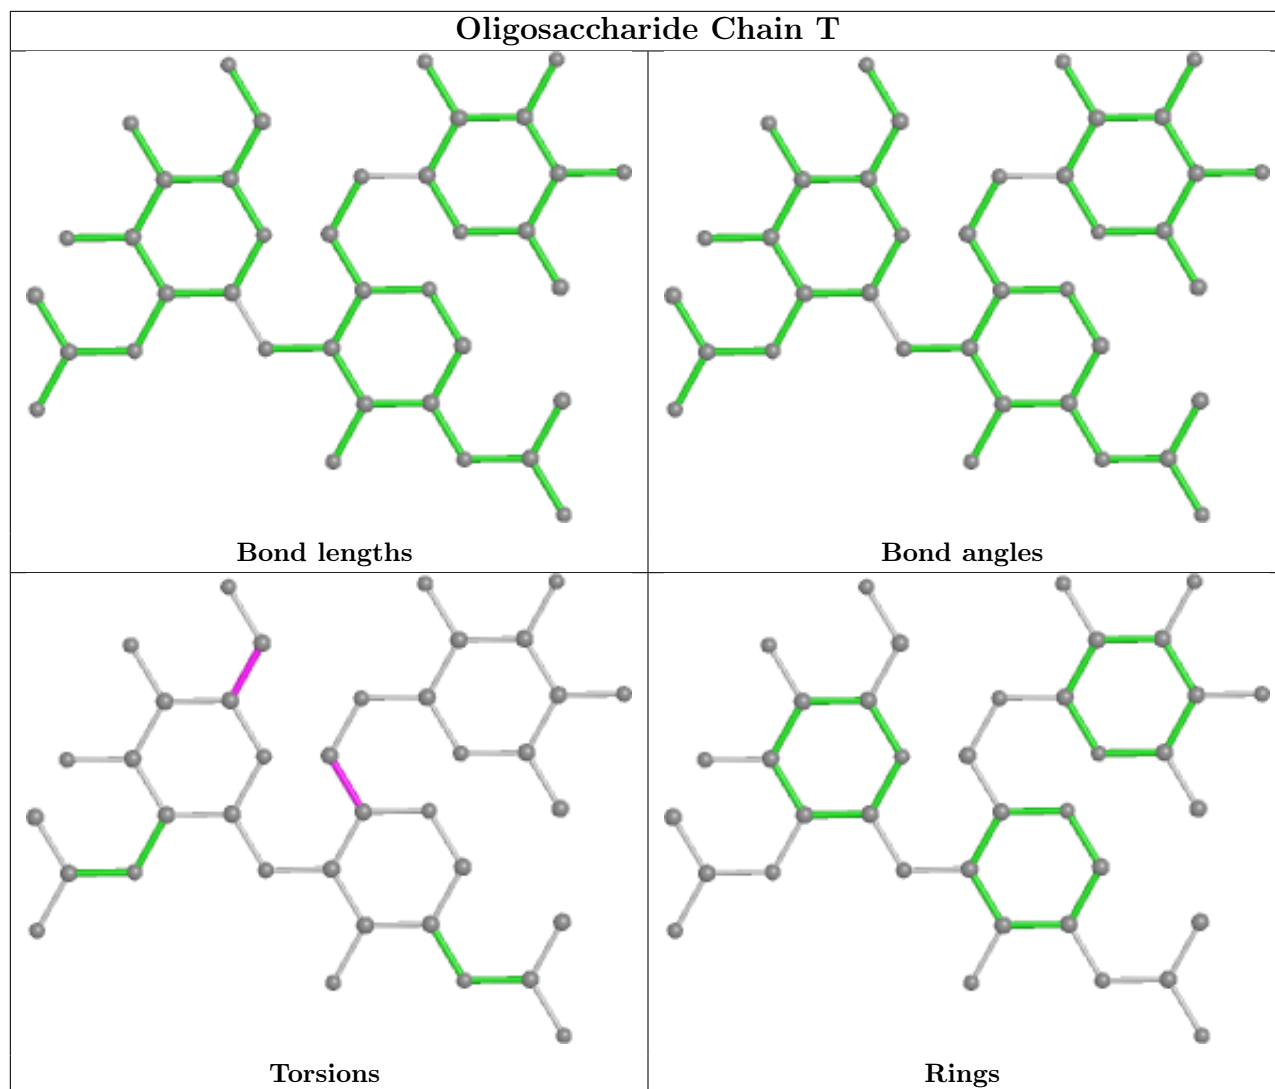 Oligosaccharide Chain T
Bond lengths
Bond angles
Torsions
Rings